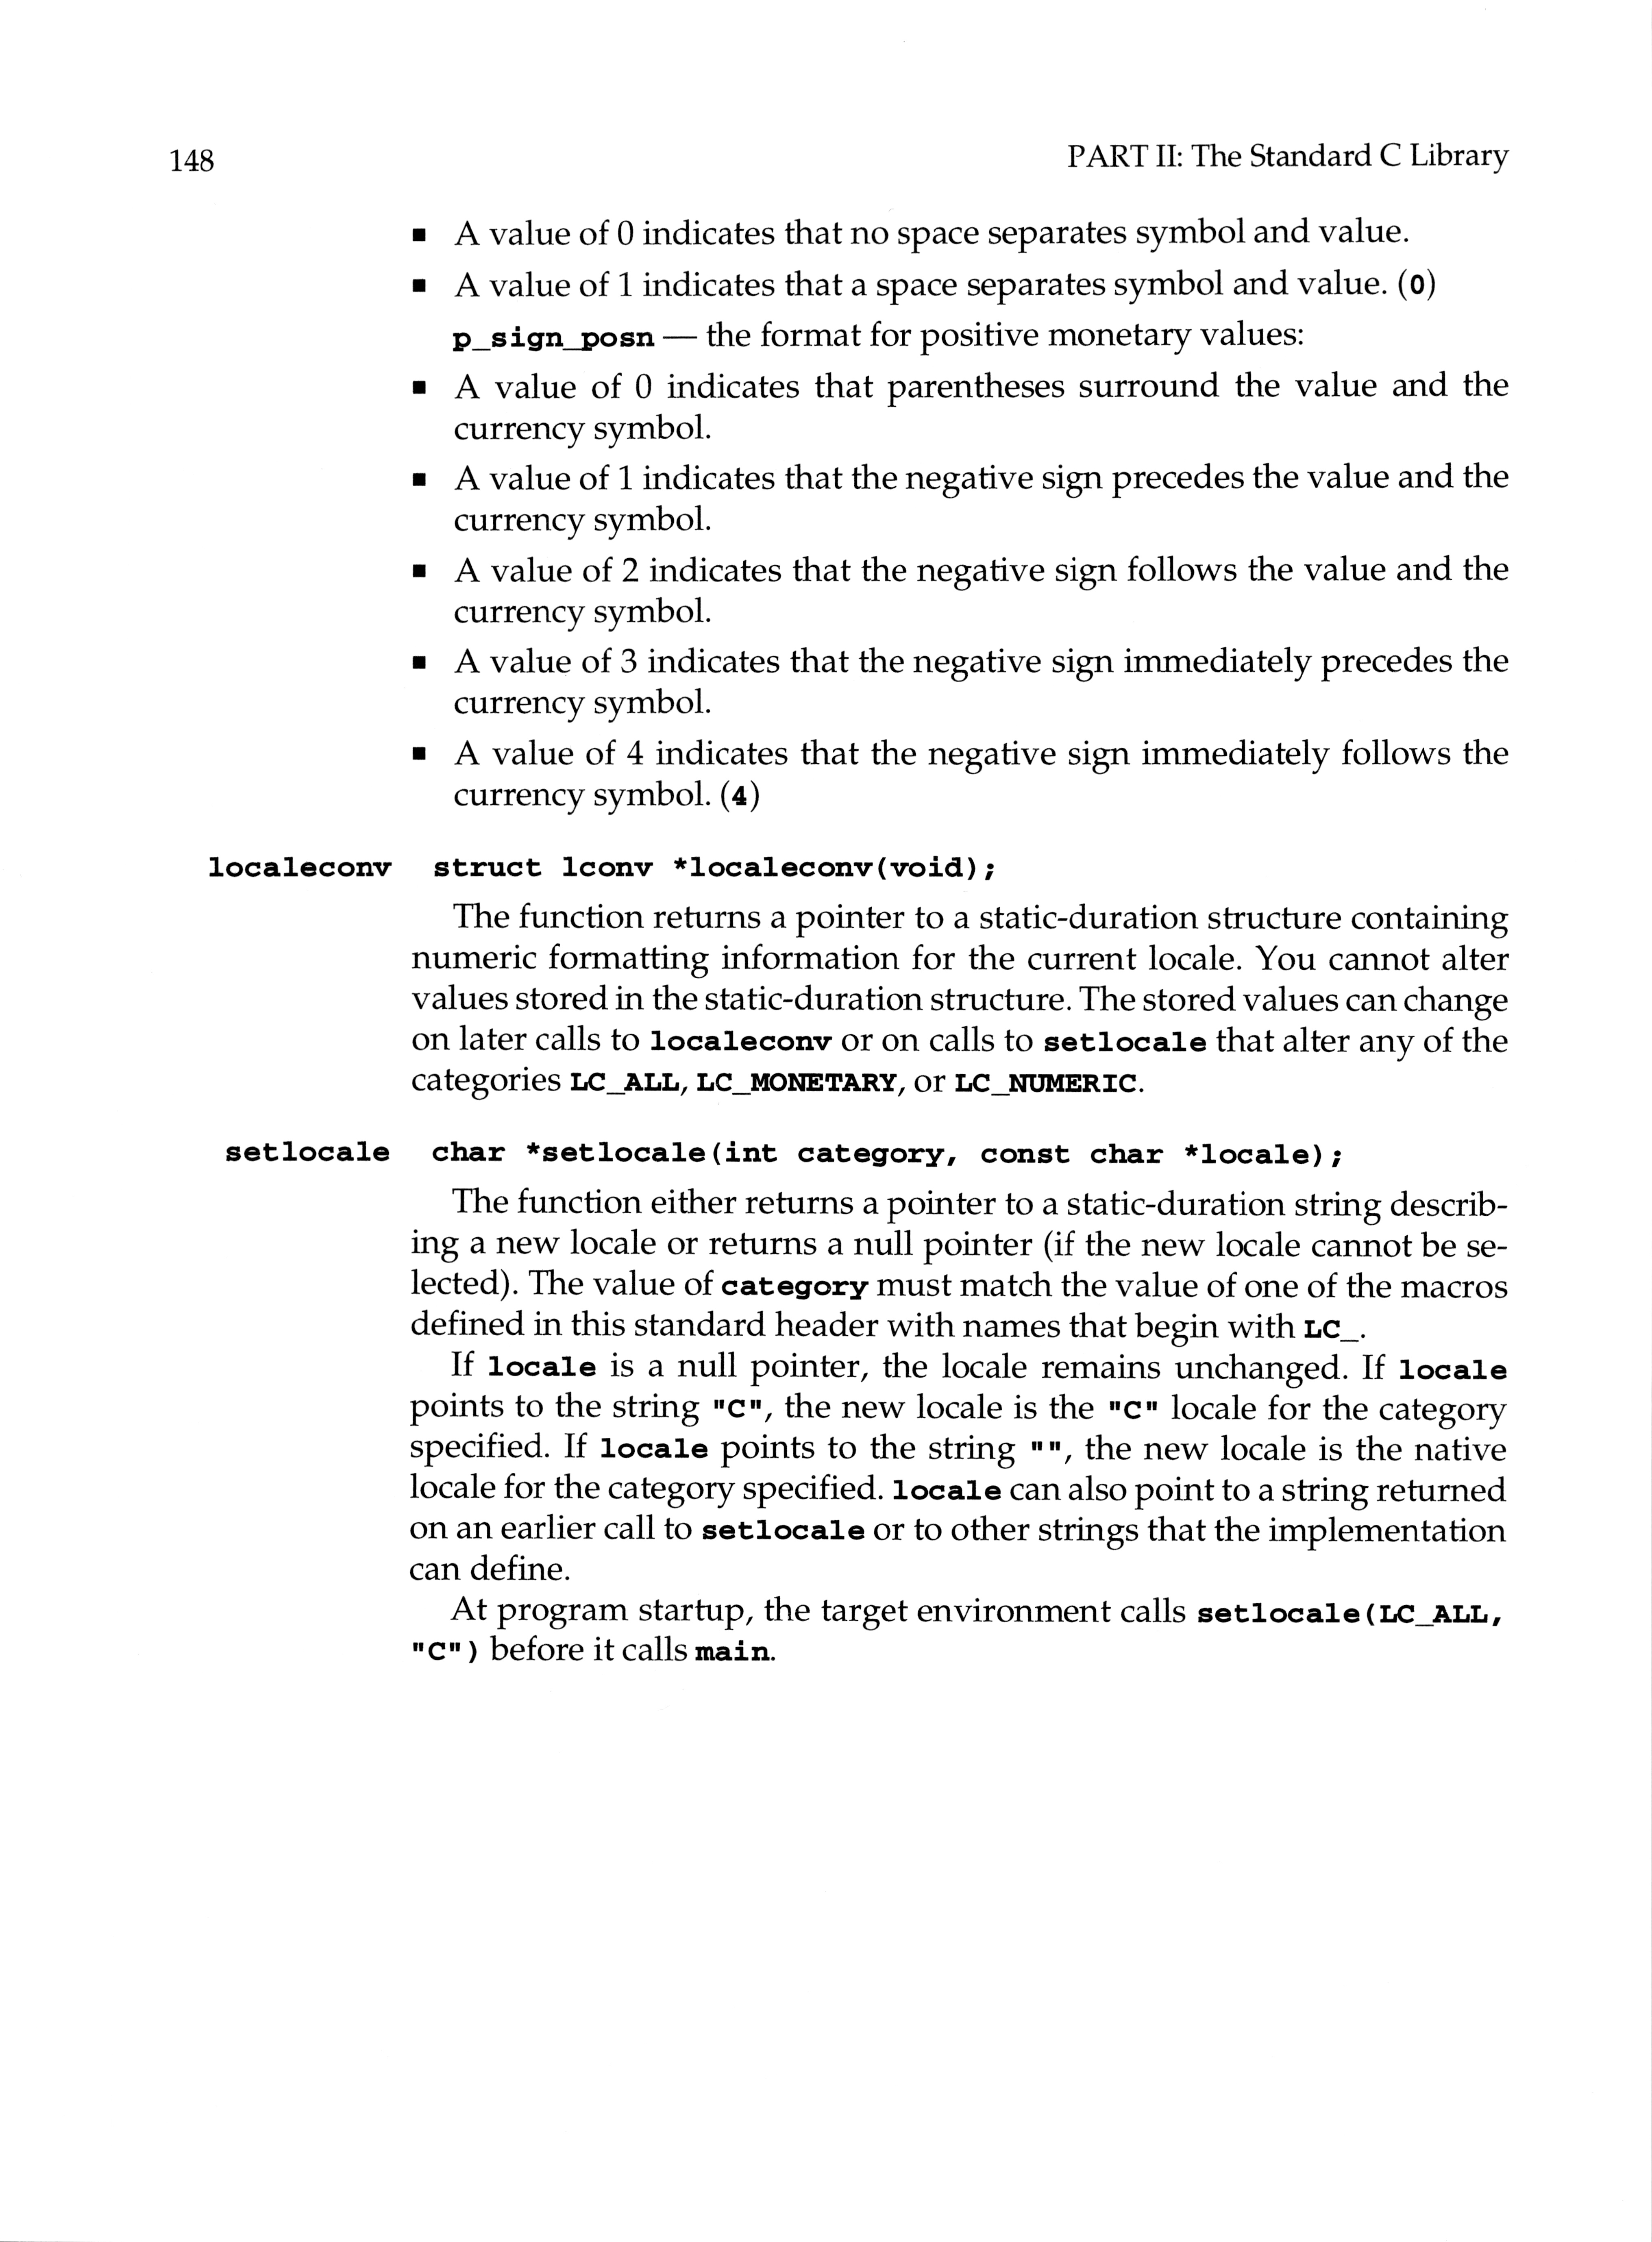 148 PART II: The Standard C Library
▪ A value of 0 indicates that no space separates symbol and value.
▪ A value of 1 indicates that a space separates symbol and value. (0)
p_sign_posn — the format for positive monetary values:
▪ A value of 0 indicates that parentheses surround the value and the
currency symbol.
▪ A value of 1 indicates that the negative sign precedes the value and the
currency symbol.
▪ A value of 2 indicates that the negative sign follows the value and the
currency symbol.
▪ A value of 3 indicates that the negative sign immediately precedes the
currency symbol.
▪ A value of 4 indicates that the negative sign immediately follows the
currency symbol. (4)
localeconv struct lconv *localeconv(void);
The function returns a pointer to a static-duration structure containing
numeric formatting information for the current locale. You cannot alter
values stored in the static-duration structure. The stored values can change
on later calls to localeconv or on calls to setlocale that alter any of the
categories LC_ALL, LC_MONETARY, or LC_NUMERIC.
setlocale char *setlocale(int category, const char *locale);
The function either returns a pointer to a static-duration string describ-
ing a new locale or returns a null pointer (if the new locale cannot be se-
lected). The value of category must match the value of one of the macros
defined in this standard header with names that begin with LC_.
If locale is a null pointer, the locale remains unchanged. If locale
points to the string "C", the new locale is the "C" locale for the category
specified. If locale points to the string "", the new locale is the native
locale for the category specified. locale can also point to a string returned
on an earlier call to setlocale or to other strings that the implementation
can define.
At program startup, the target environment calls setlocale(LC_ALL,
"C") before it calls main.